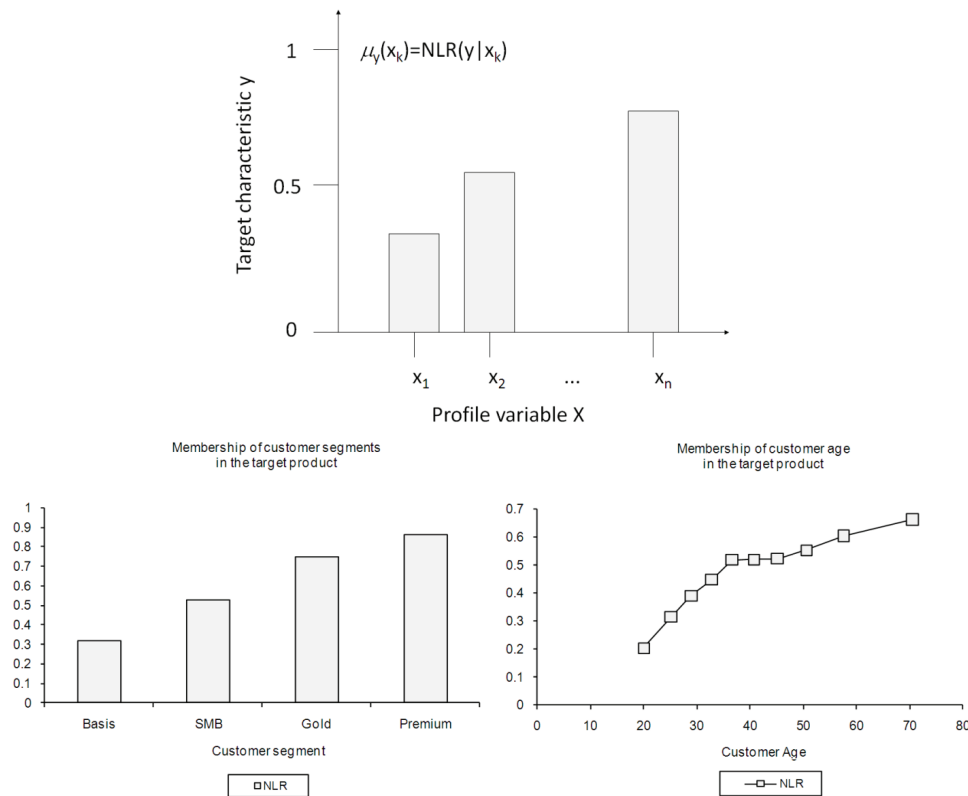 1
μy(xk)=NLR(y|xk)
Target characteristic y
0.5
0
x1
x2
...
xn
Profile variable X
Membership of customer segments
in the target product
1
0.9
0.8
0.7
0.6
0.5
0.4
0.3
0.2
0.1
0
Basis SMB Gold Premium
Customer segment
NLR
Membership of customer age
in the target product
0.7
0.6
0.5
0.4
0.3
0.2
0.1
0
0 10 20 30 40 50 60 70 80
Customer Age
NLR